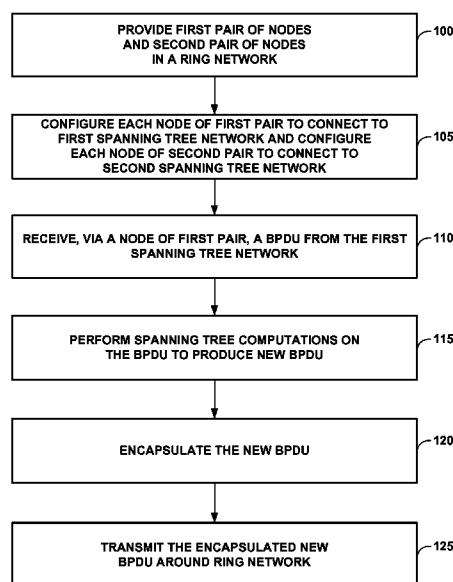 PROVIDE FIRST PAIR OF NODES
AND SECOND PAIR OF NODES
IN A RING NETWORK
100
CONFIGURE EACH NODE OF FIRST PAIR TO CONNECT TO
FIRST SPANNING TREE NETWORK AND CONFIGURE
EACH NODE OF SECOND PAIR TO CONNECT TO
SECOND SPANNING TREE NETWORK
105
RECEIVE, VIA A NODE OF FIRST PAIR, A BPDU FROM THE FIRST
SPANNING TREE NETWORK
110
PERFORM SPANNING TREE COMPUTATIONS ON
THE BPDU TO PRODUCE NEW BPDU
115
ENCAPSULATE THE NEW BPDU
120
TRANSMIT THE ENCAPSULATED NEW
BPDU AROUND RING NETWORK
125